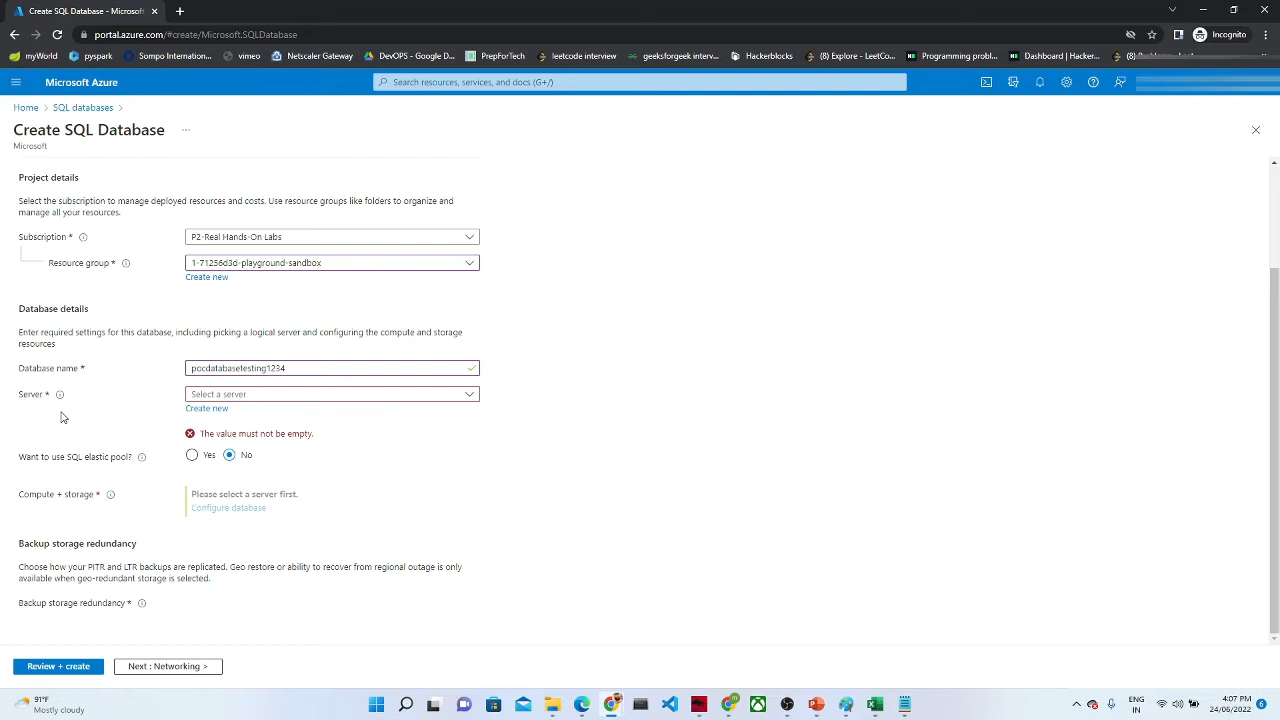 Create SQL Database - Microsoft
portal.azure.com/#create/Microsoft.SQLDatabase
Incognito
myWorld
pyspark
Sompo Internation...
vimeo
Netscaler Gateway
DevOPS - Google D...
PrepForTech
leetcode interview
geeksforgeek interv...
Hackerblocks
(8) Explore - LeetCo...
Programming probl...
Dashboard | Hacker...
Microsoft Azure
Search resources, services, and docs (G+/)
Home > SQL databases >
Create SQL Database ...
Microsoft
Project details
Select the subscription to manage deployed resources and costs. Use resource groups like folders to organize and
manage all your resources.
Subscription *
P2-Real Hands-On Labs
Resource group *
1-71256d3d-playground-sandbox
Create new
Database details
Enter required settings for this database, including picking a logical server and configuring the compute and storage
resources
Database name *
pocdatabasetesting1234
Server *
Select a server
Create new
The value must not be empty.
Want to use SQL elastic pool?
Yes No
Compute + storage *
Please select a server first.
Configure database
Backup storage redundancy
Choose how your PITR and LTR backups are replicated. Geo restore or ability to recover from regional outage is only
available when geo-redundant storage is selected.
Backup storage redundancy *
Review + create
Next : Networking >
91°F
Mostly cloudy
ENG
IN
4:07 PM
24/06/2022